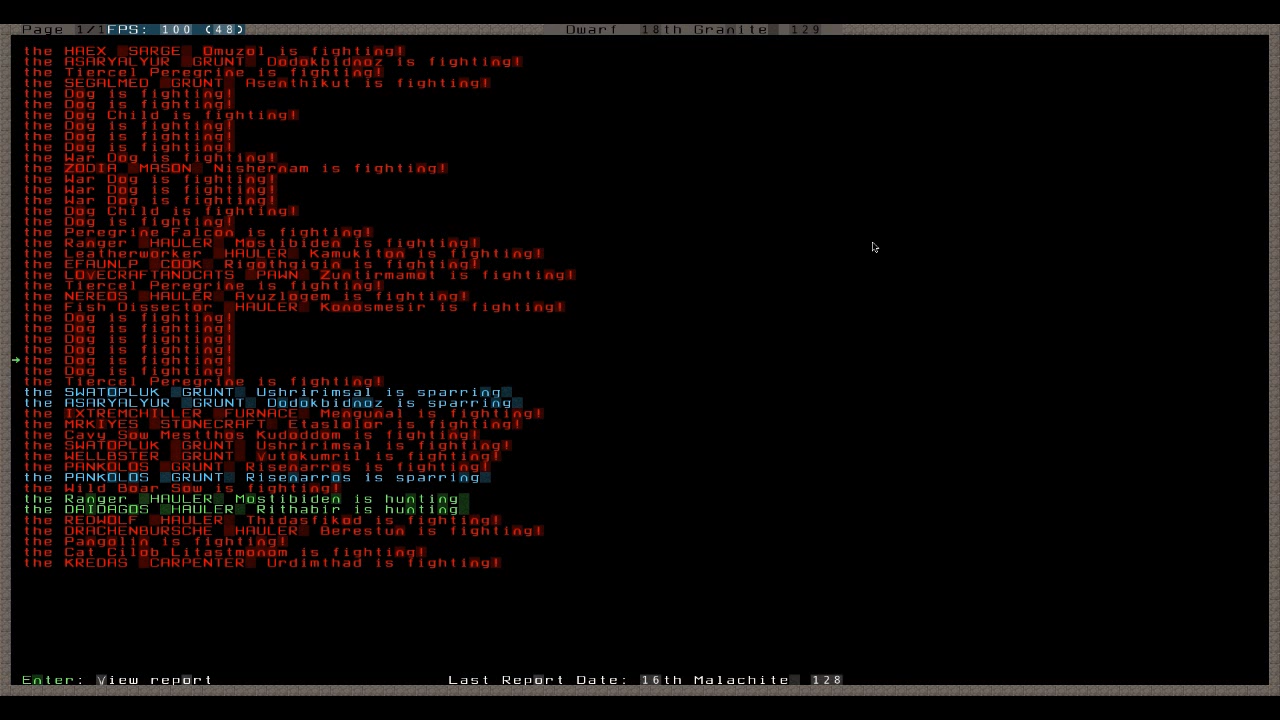 Page 1/1 FPS: 100 (48) Dwarf 18th Granite 129
the HAEX SARGE Omuzol is fighting!
the ASARYALYUR GRUNT Dodokbidnoz is fighting!
the Tiercel Peregrine is fighting!
the SEGALMED GRUNT Asenthikut is fighting!
the Dog is fighting!
the Dog is fighting!
the Dog Child is fighting!
the Dog is fighting!
the Dog is fighting!
the Dog is fighting!
the War Dog is fighting!
the ZODIA MASON Nishernam is fighting!
the War Dog is fighting!
the War Dog is fighting!
the War Dog is fighting!
the Dog Child is fighting!
the Dog is fighting!
the Peregrine Falcon is fighting!
the Ranger HAULER Mostibiden is fighting!
the Leatherworker HAULER Kamukiton is fighting!
the EFAUNLP COOK Rigothgigin is fighting!
the LOVECRAFTANDCATS PAWN Zuntirmamot is fighting!
the Tiercel Peregrine is fighting!
the NEREOS HAULER Avuzlogem is fighting!
the Fish Dissector HAULER Konosmesir is fighting!
the Dog is fighting!
the Dog is fighting!
the Dog is fighting!
the Dog is fighting!
the Dog is fighting!
the Dog is fighting!
the Tiercel Peregrine is fighting!
the SWATOPLUK GRUNT Ushririmsal is sparring
the ASARYALYUR GRUNT Dodokbidnoz is sparring
the IXTREMCHILLER FURNACE Mengunal is fighting!
the MRKIYES STONECRAFT Etaslolor is fighting!
the Cavy Sow Mestthos Kudoddom is fighting!
the SWATOPLUK GRUNT Ushririmsal is fighting!
the WELLBSTER GRUNT Vutokumril is fighting!
the PANKOLOS GRUNT Risenarros is fighting!
the PANKOLOS GRUNT Risenarros is sparring
the Wild Boar Sow is fighting!
the Ranger HAULER Mostibiden is hunting
the DAIDAGOS HAULER Rithabir is hunting
the REDWOLF HAULER Thidasfikod is fighting!
the DRACHENBURSCHE HAULER Berestun is fighting!
the Pangolin is fighting!
the Cat Cilob Litastmonom is fighting!
the KREDAS CARPENTER Urdimthad is fighting!
Enter: View report Last Report Date: 16th Malachite 128